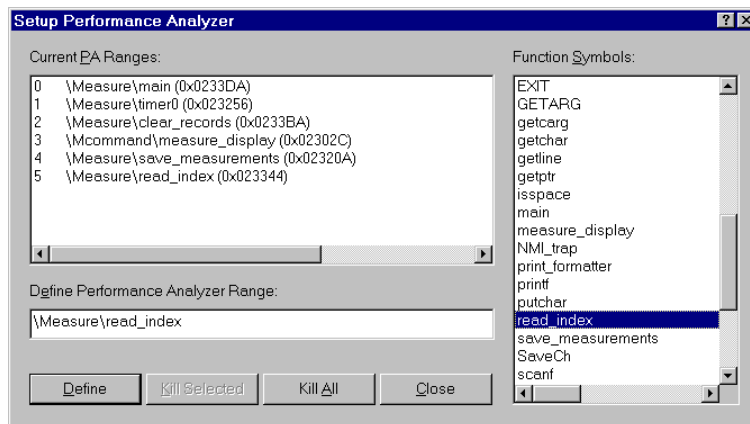 Setup Performance Analyzer
Current PA Ranges:
0 \Measure\main (0x0233DA)
1 \Measure\timer0 (0x023256)
2 \Measure\clear_records (0x0233BA)
3 \Mcommand\measure_display (0x02302C)
4 \Measure\save_measurements (0x02320A)
5 \Measure\read_index (0x023344)
Define Performance Analyzer Range:
\Measure\read_index
Define
Kill Selected
Kill All
Close
Function Symbols:
EXIT
GETARG
getcarg
getchar
getline
getptr
isspace
main
measure_display
NMI_trap
print_formatter
printf
putchar
read_index
save_measurements
SaveCh
scanf